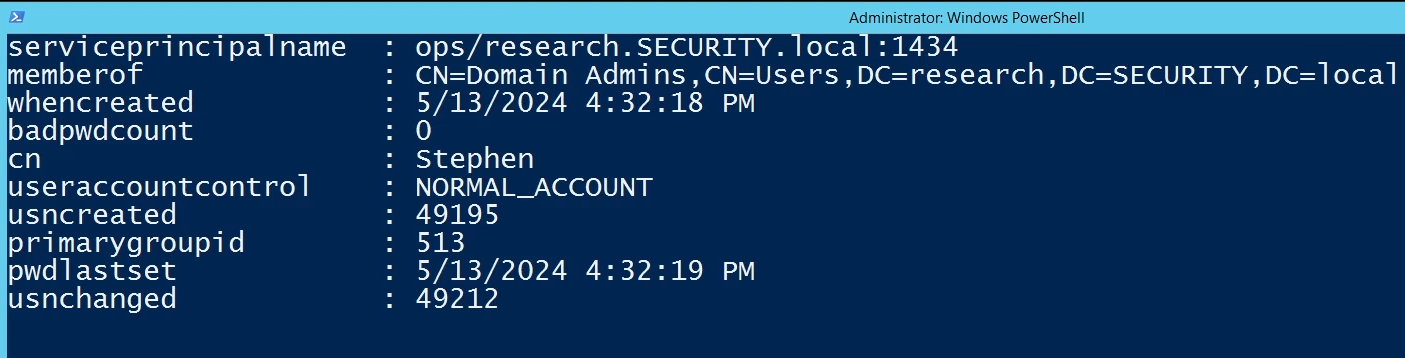 Administrator: Windows PowerShell
serviceprincipalname : ops/research.SECURITY.local:1434
memberof : CN=Domain Admins,CN=Users,DC=research,DC=SECURITY,DC=local
whencreated : 5/13/2024 4:32:18 PM
badpwdcount : 0
cn : Stephen
useraccountcontrol : NORMAL_ACCOUNT
usncreated : 49195
primarygroupid : 513
pwdlastset : 5/13/2024 4:32:19 PM
usnchanged : 49212